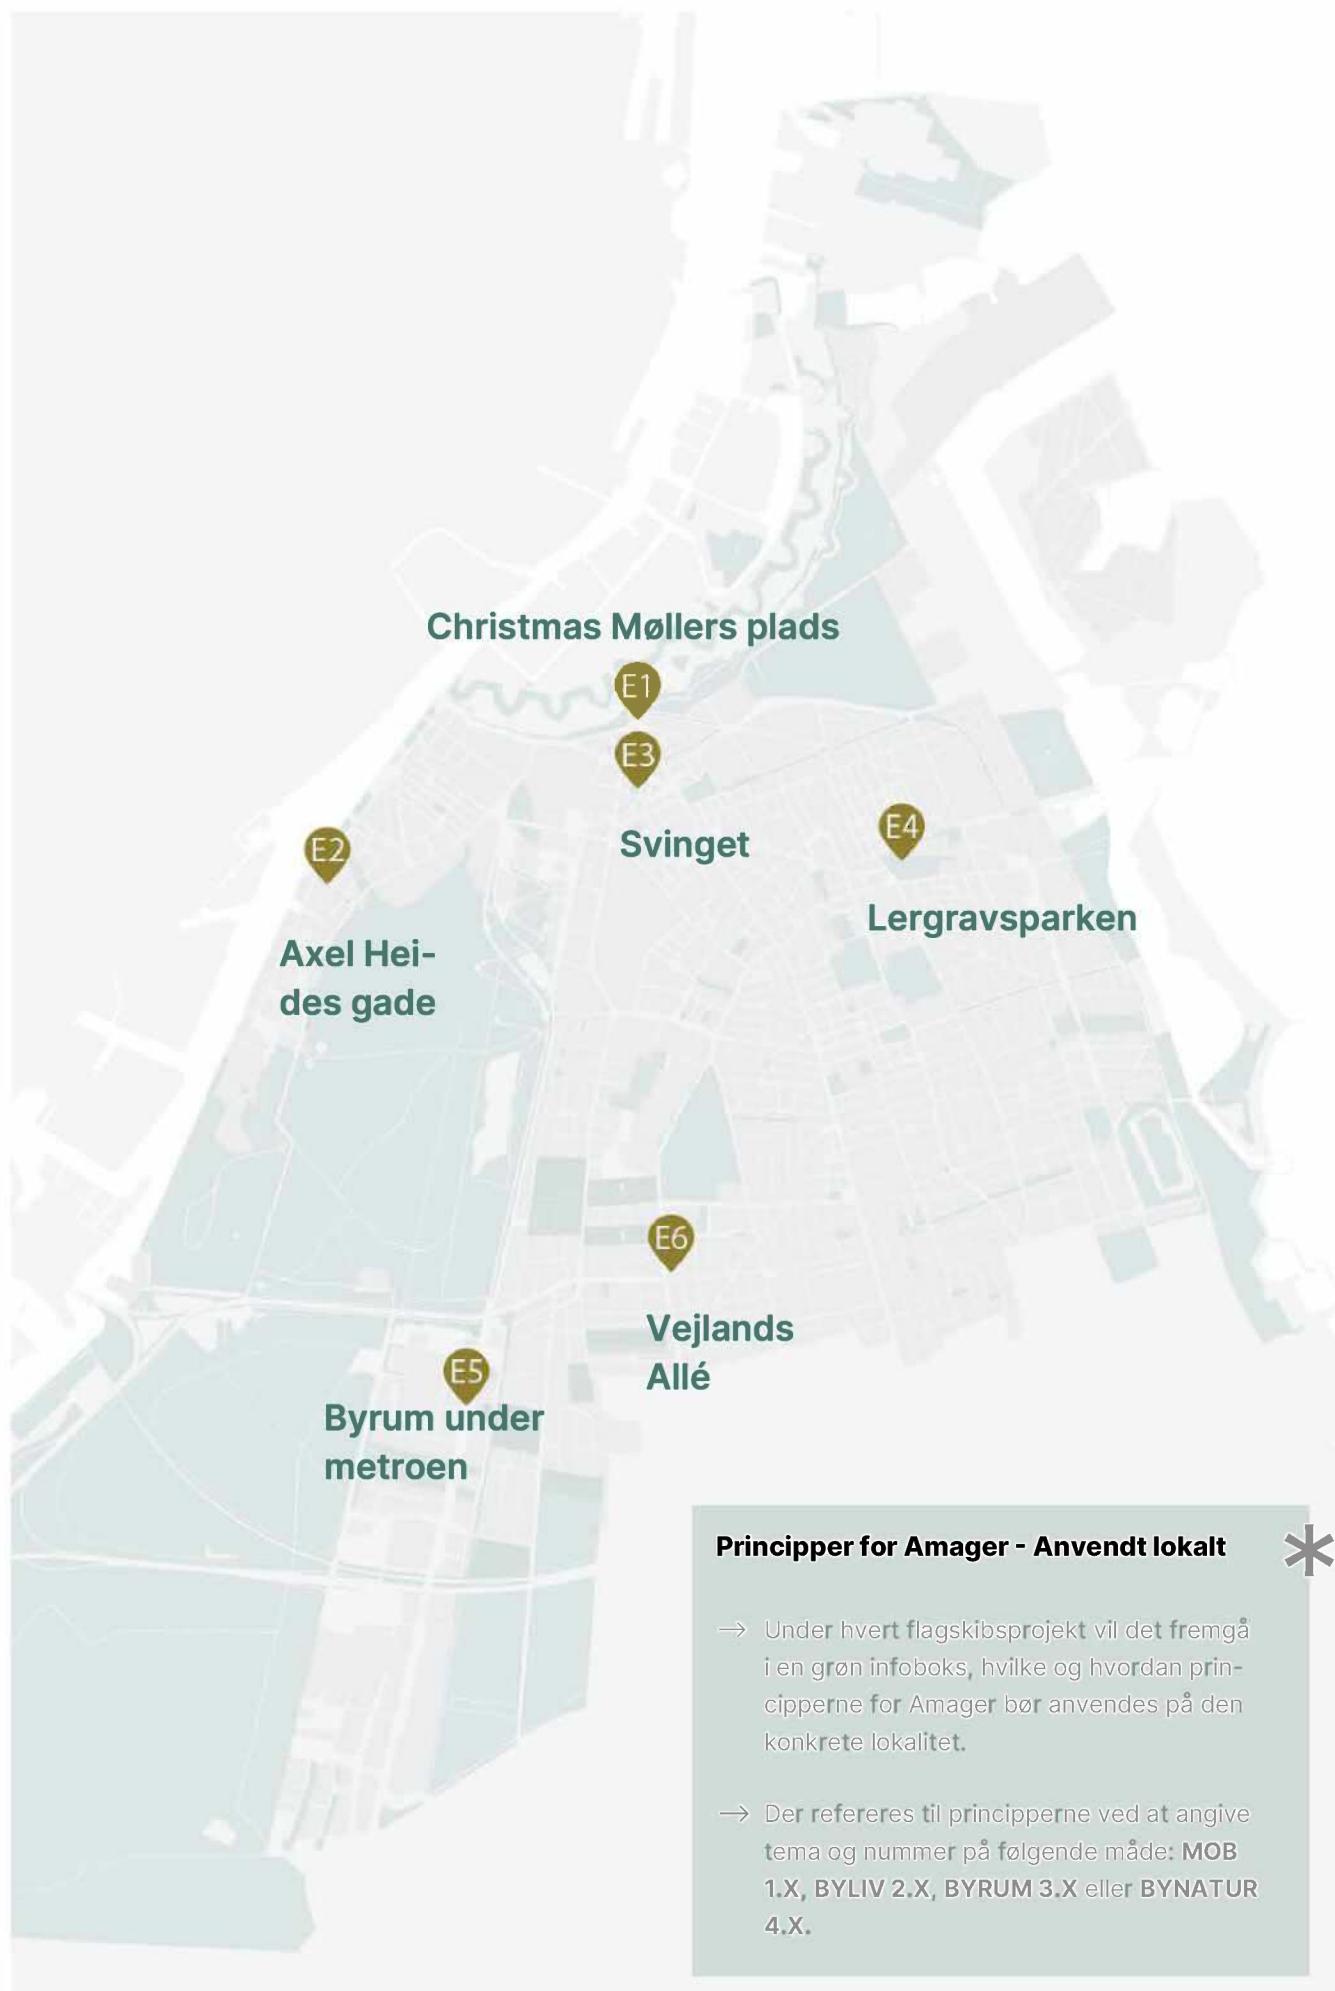 Christmas Møllers plads
E1
E3
Svinget
E4
E2
Lergravsparken
Axel Hei-
des gade
E6
Vejlands
Allé
E5
Byrum under
metroen
Principper for Amager - Anvendt lokalt
*
→ Under hvert flagskibsprojekt vil det fremgå
i en grøn infoboks, hvilke og hvordan prin-
cipperne for Amager bør anvendes på den
konkrete lokalitet.
→ Der refereres til principperne ved at angive
tema og nummer på følgende måde: MOB
1.X, BYLIV 2.X, BYRUM 3.X eller BYNATUR
4.X.